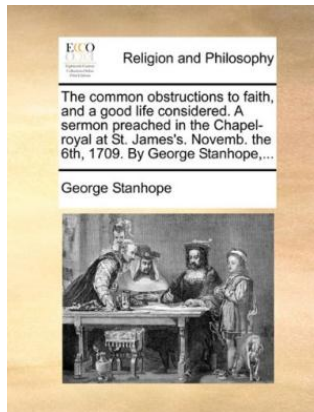 ECCO
Religion and Philosophy
The common obstructions to faith,
and a good life considered. A
sermon preached in the Chapel-
royal at St. James's. Novemb. the
6th, 1709. By George Stanhope,...
George Stanhope